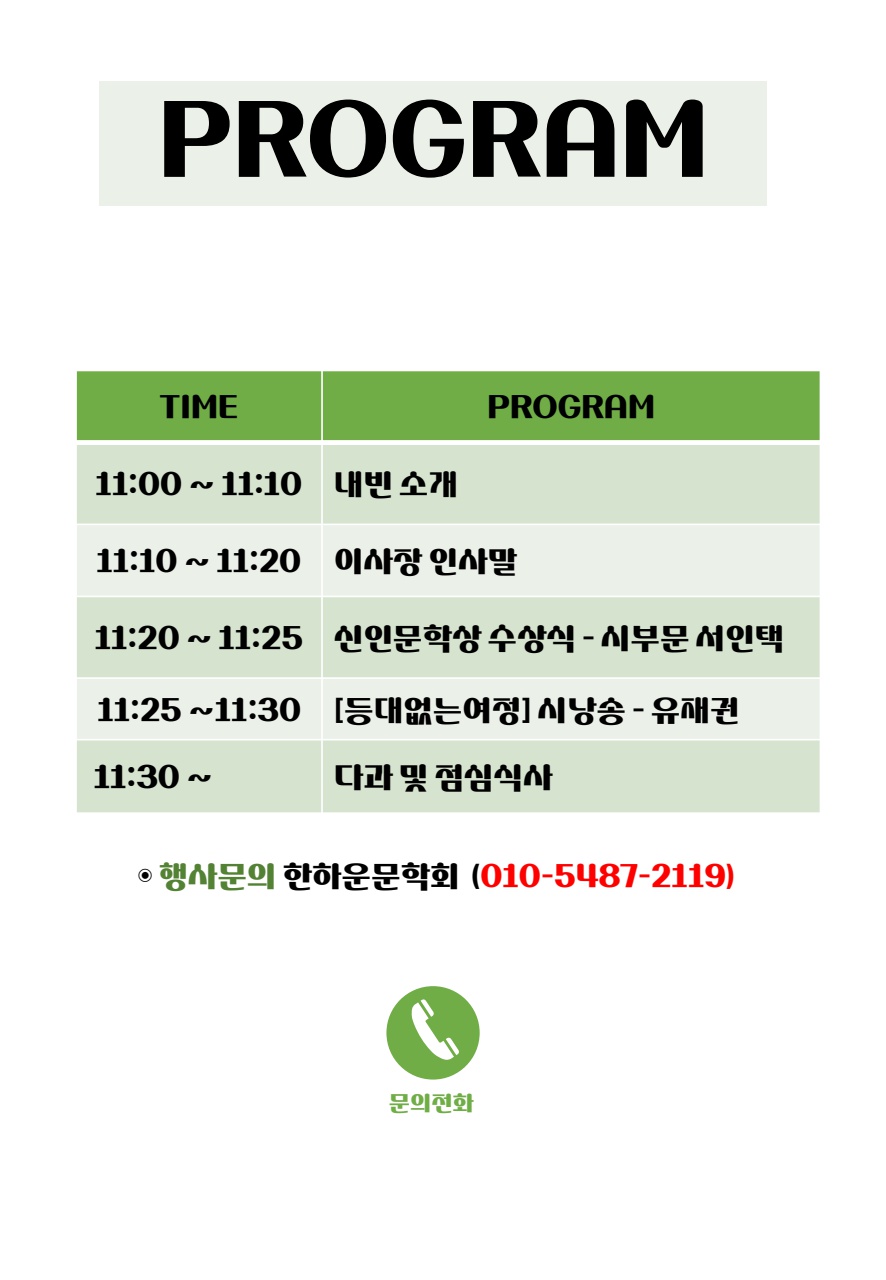 PROGRAM
TIME PROGRAM
11:00 ~ 11:10 내빈 소개
11:10 ~ 11:20 이사장 인사말
11:20 ~ 11:25 신인문학상 수상식 - 시부문 서인택
11:25 ~11:30 [등대없는여정] 시낭송 - 유재권
11:30 ~ 다과 및 점심식사
◉ 행사문의 한하운문학회 (010-5487-2119)
문의전화